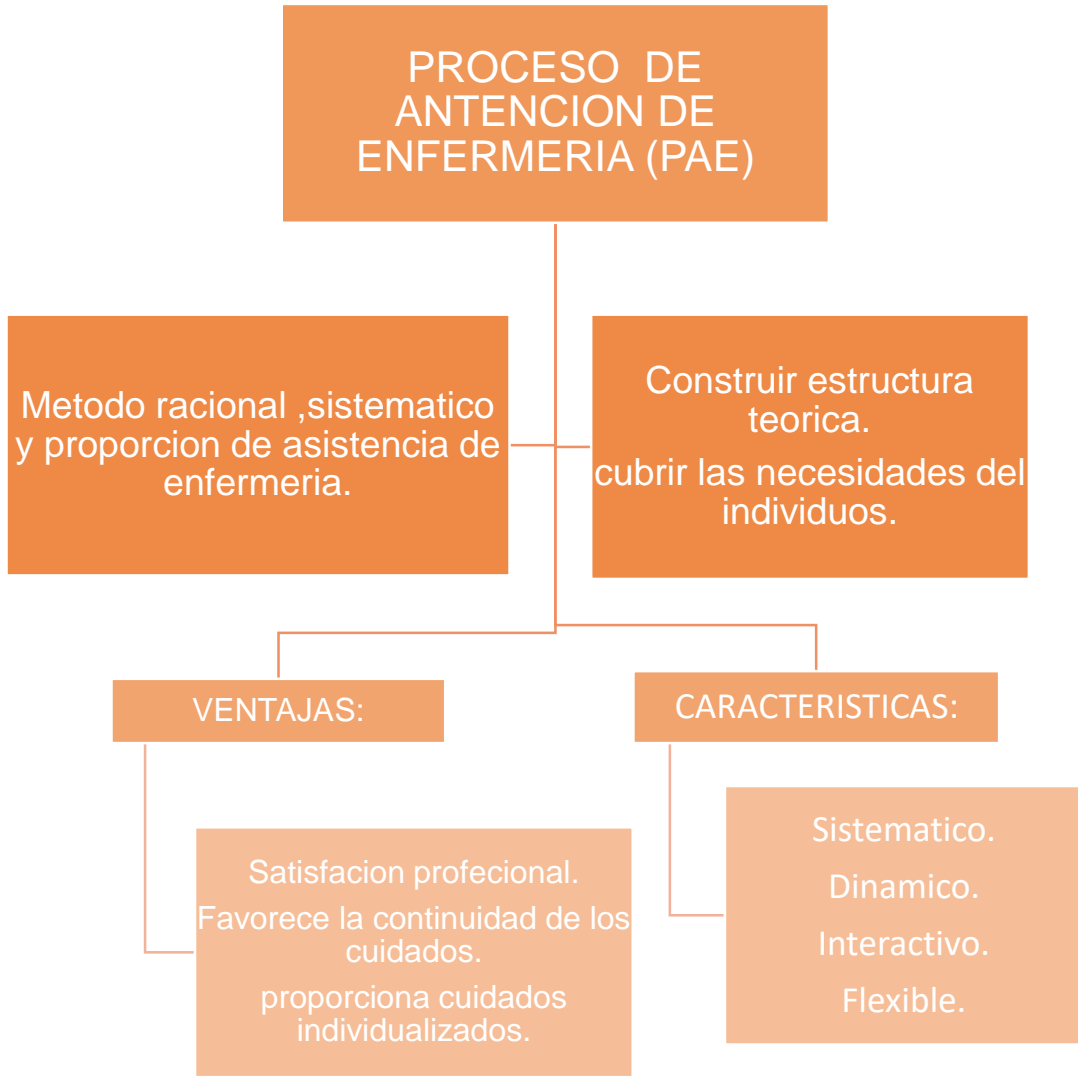 PROCESO DE
ANTENCION DE
ENFERMERIA (PAE)
Metodo racional ,sistematico
y proporcion de asistencia de
enfermeria.
Construir estructura
teorica.
cubrir las necesidades del
individuos.
VENTAJAS:
Satisfacion profecional.
Favorece la continuidad de los
cuidados.
proporciona cuidados
individualizados.
CARACTERISTICAS:
Sistematico.
Dinamico.
Interactivo.
Flexible.